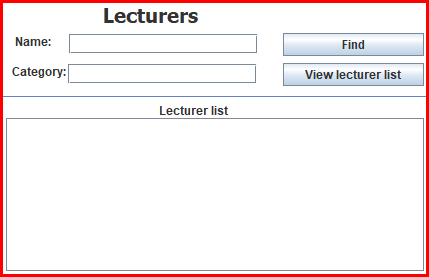 Lecturers
Name:
Find
Category:
View lecturer list
Lecturer list